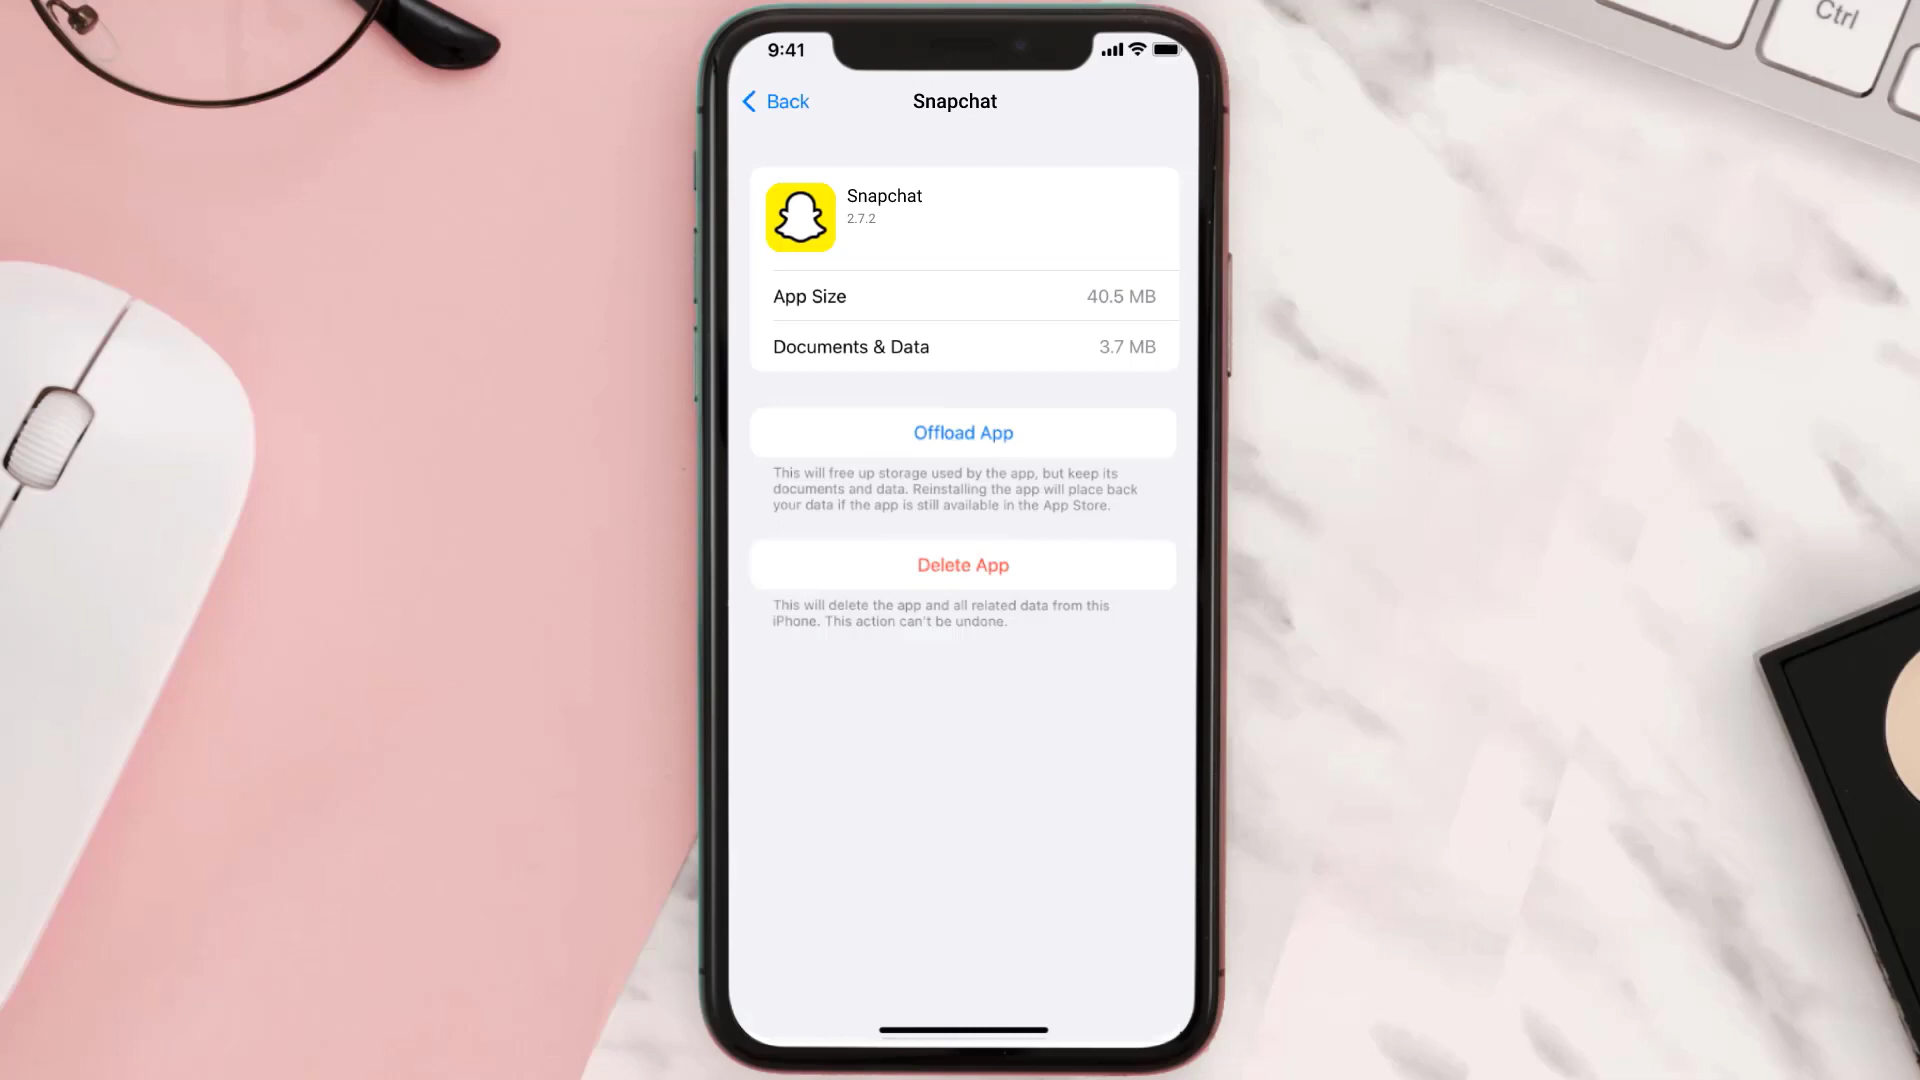 Ctrl
9:41
Back
Snapchat
Snapchat
2.7.2
App Size 40.5 MB
Documents & Data 3.7 MB
Offload App
This will free up storage used by the app, but keep its
documents and data. Reinstalling the app will place back
your data if the app is still available in the App Store.
Delete App
This will delete the app and all related data from this
iPhone. This action can't be undone.